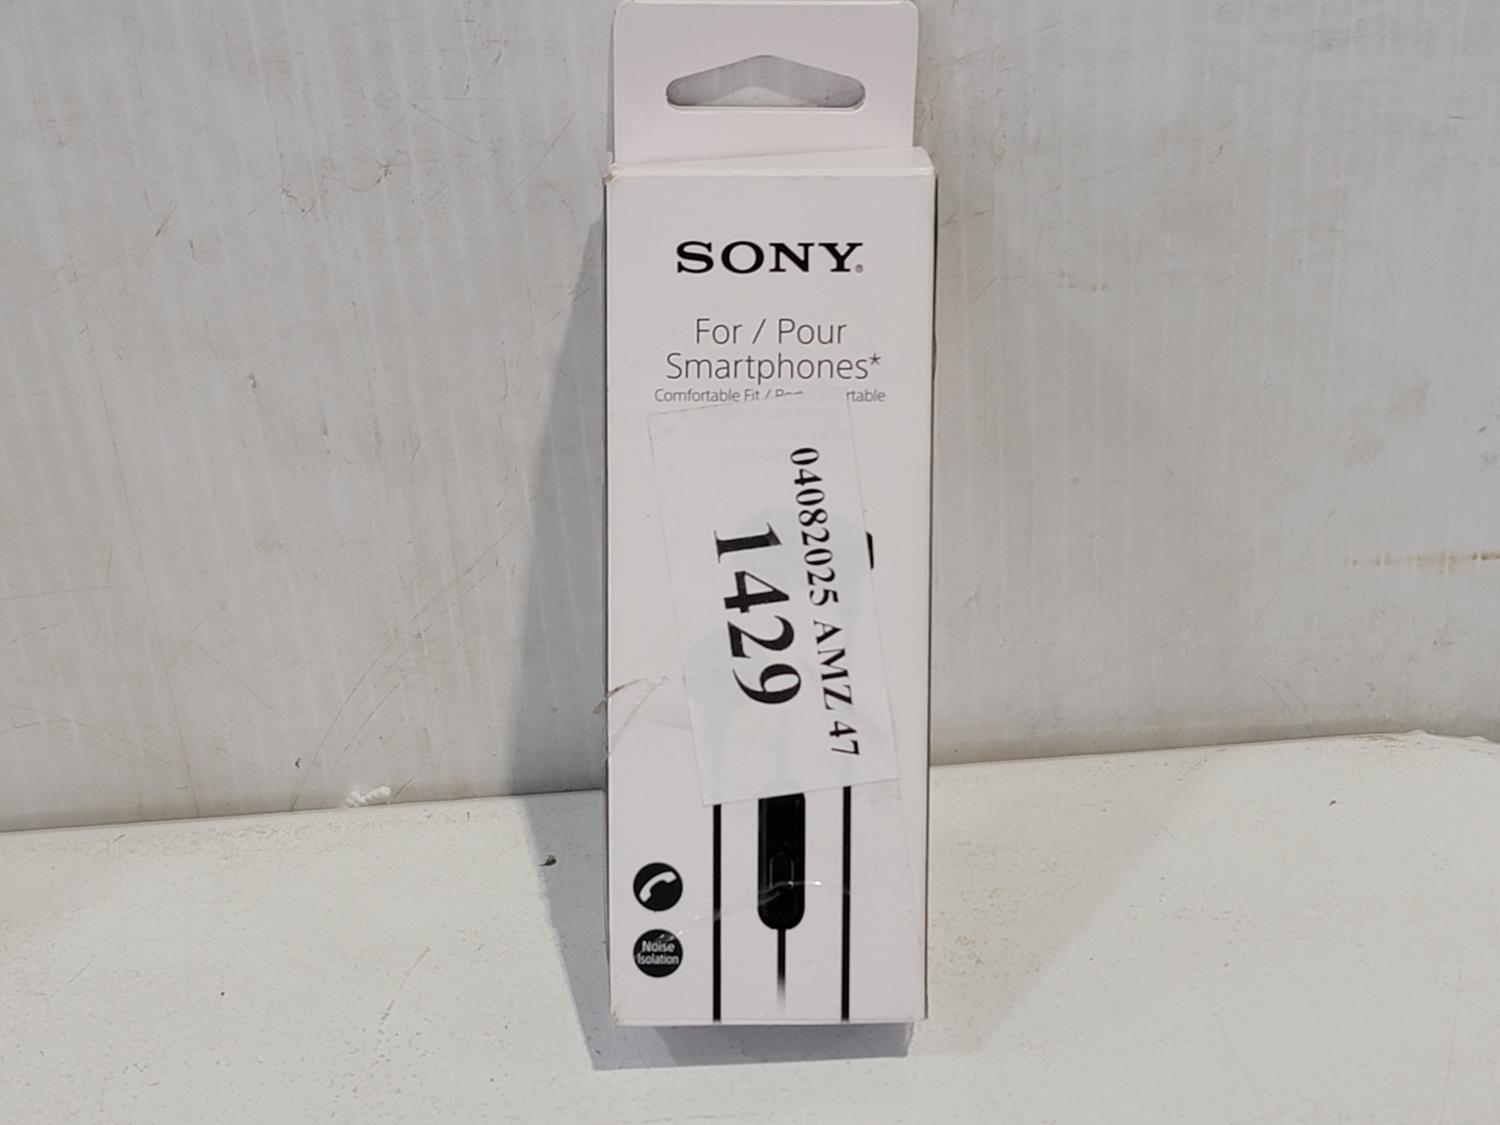 SONY®
For / Pour
Smartphones*
Comfortable Fit /
04082025 AMZ 47
1429
Noise
Isolation